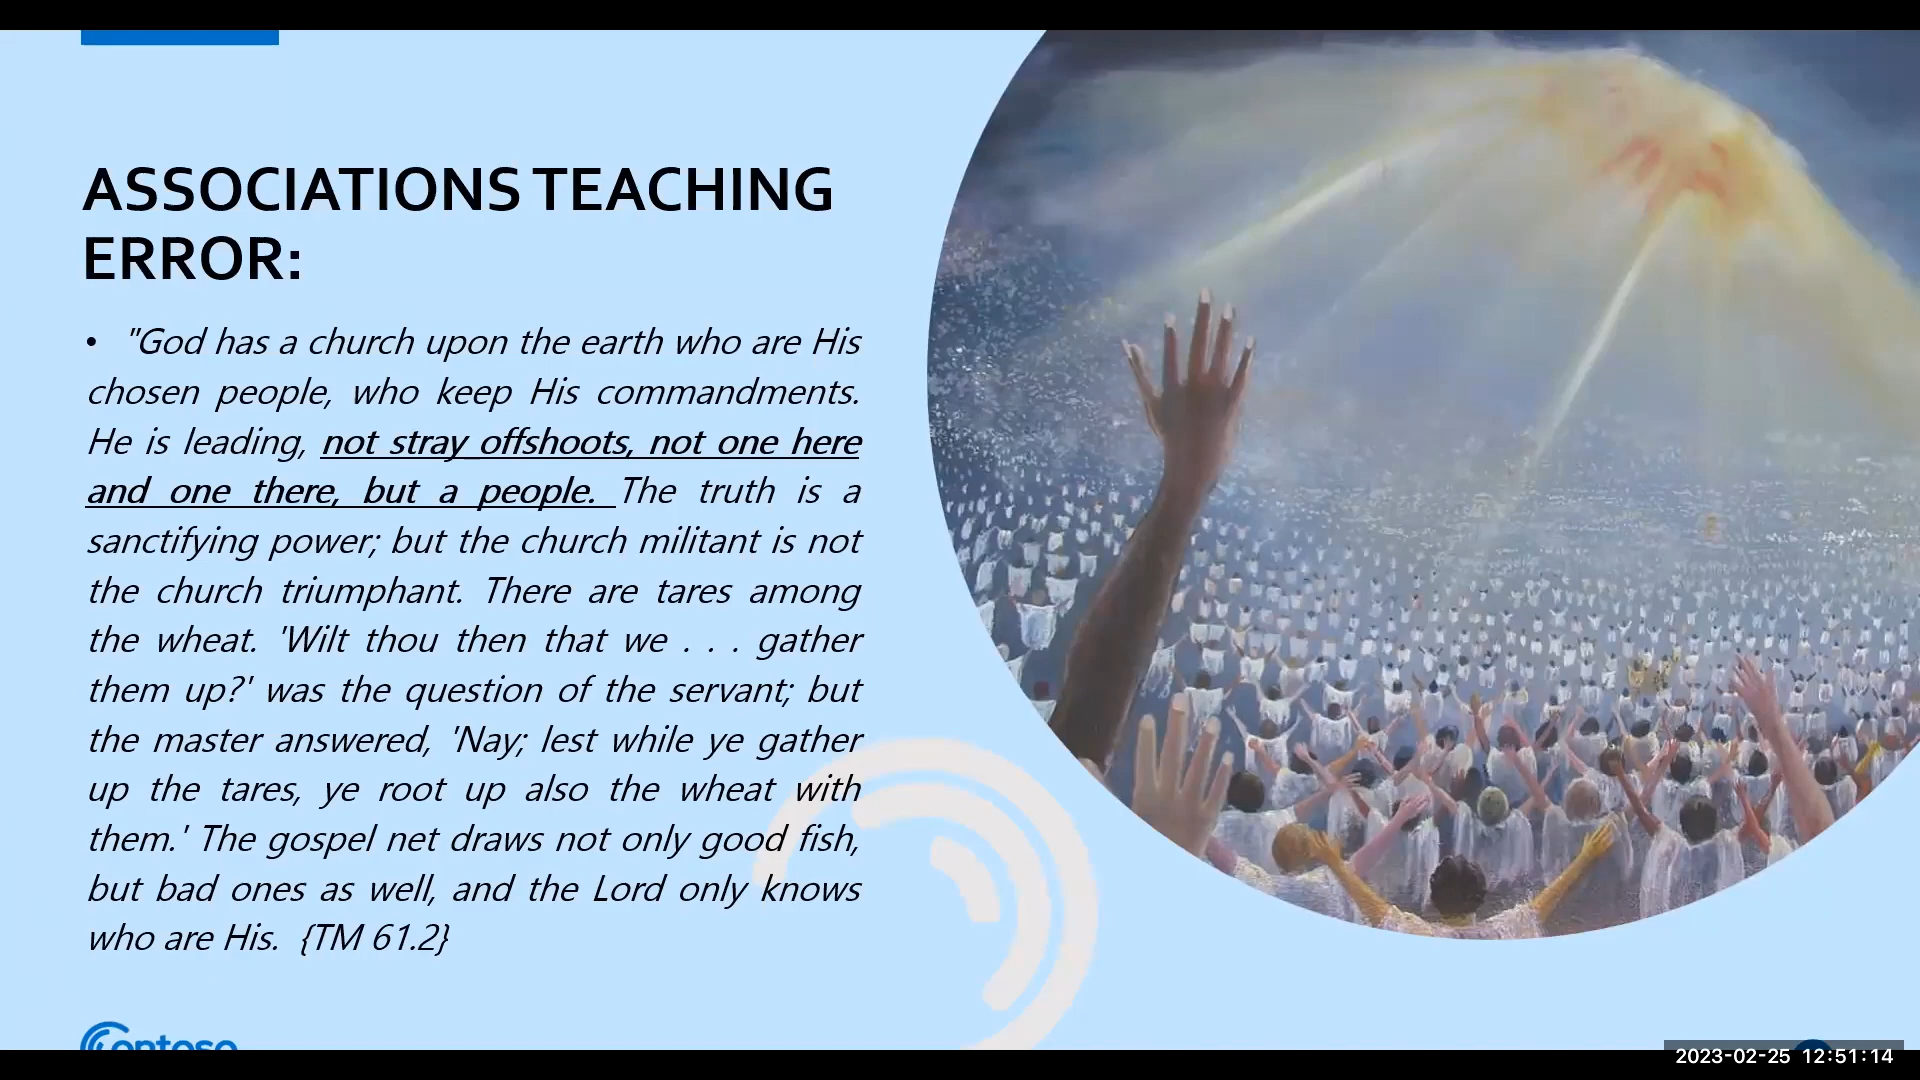 ASSOCIATIONS TEACHING
ERROR:
• "God has a church upon the earth who are His
chosen people, who keep His commandments.
He is leading, not stray offshoots, not one here
and one there, but a people. The truth is a
sanctifying power; but the church militant is not
the church triumphant. There are tares among
the wheat. 'Wilt thou then that we . . . gather
them up?' was the question of the servant; but
the master answered, 'Nay; lest while ye gather
up the tares, ye root up also the wheat with
them.' The gospel net draws not only good fish,
but bad ones as well, and the Lord only knows
who are His. {TM 61.2}
Contoso
2023-02-25 12:51:14